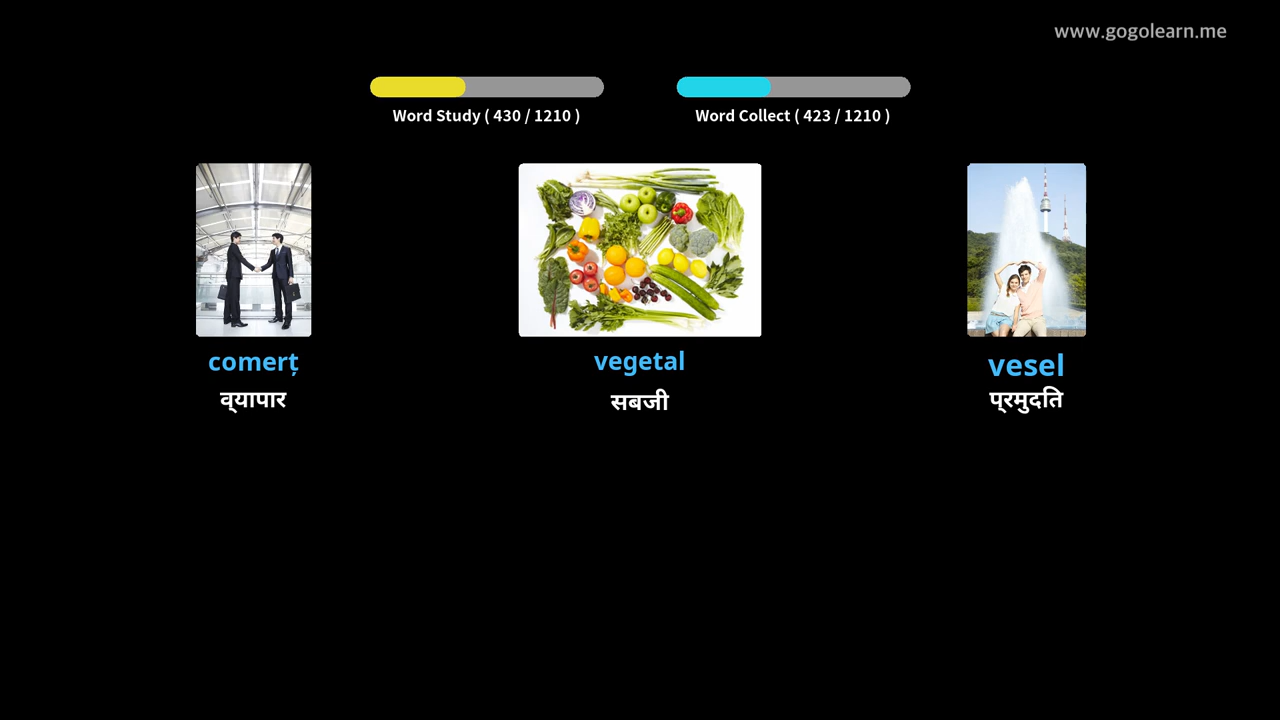 www.gogolearn.me
Word Study ( 430 / 1210 )
Word Collect ( 423 / 1210 )
comerț
vegetal
vesel
व्यापार
सबजी
प्रमुदति